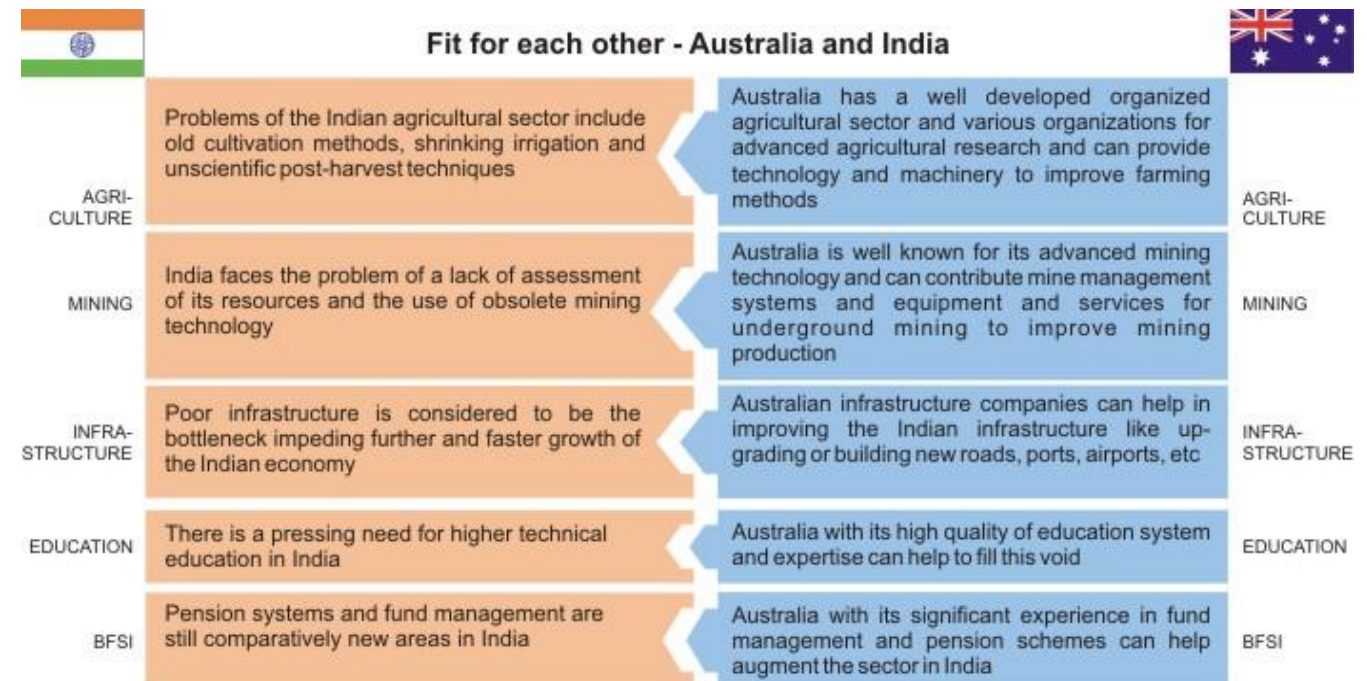 Fit for each other - Australia and India
AGRI-
CULTURE
Problems of the Indian agricultural sector include
old cultivation methods, shrinking irrigation and
unscientific post-harvest techniques
Australia has a well developed organized
agricultural sector and various organizations for
advanced agricultural research and can provide
technology and machinery to improve farming
methods
AGRI-
CULTURE
MINING
India faces the problem of a lack of assessment
of its resources and the use of obsolete mining
technology
Australia is well known for its advanced mining
technology and can contribute mine management
systems and equipment and services for
underground mining to improve mining
production
MINING
INFRA-
STRUCTURE
Poor infrastructure is considered to be the
bottleneck impeding further and faster growth of
the Indian economy
Australian infrastructure companies can help in
improving the Indian infrastructure like up-
grading or building new roads, ports, airports, etc
INFRA-
STRUCTURE
EDUCATION
There is a pressing need for higher technical
education in India
Australia with its high quality of education system
and expertise can help to fill this void
EDUCATION
BFSI
Pension systems and fund management are
still comparatively new areas in India
Australia with its significant experience in fund
management and pension schemes can help
augment the sector in India
BFSI